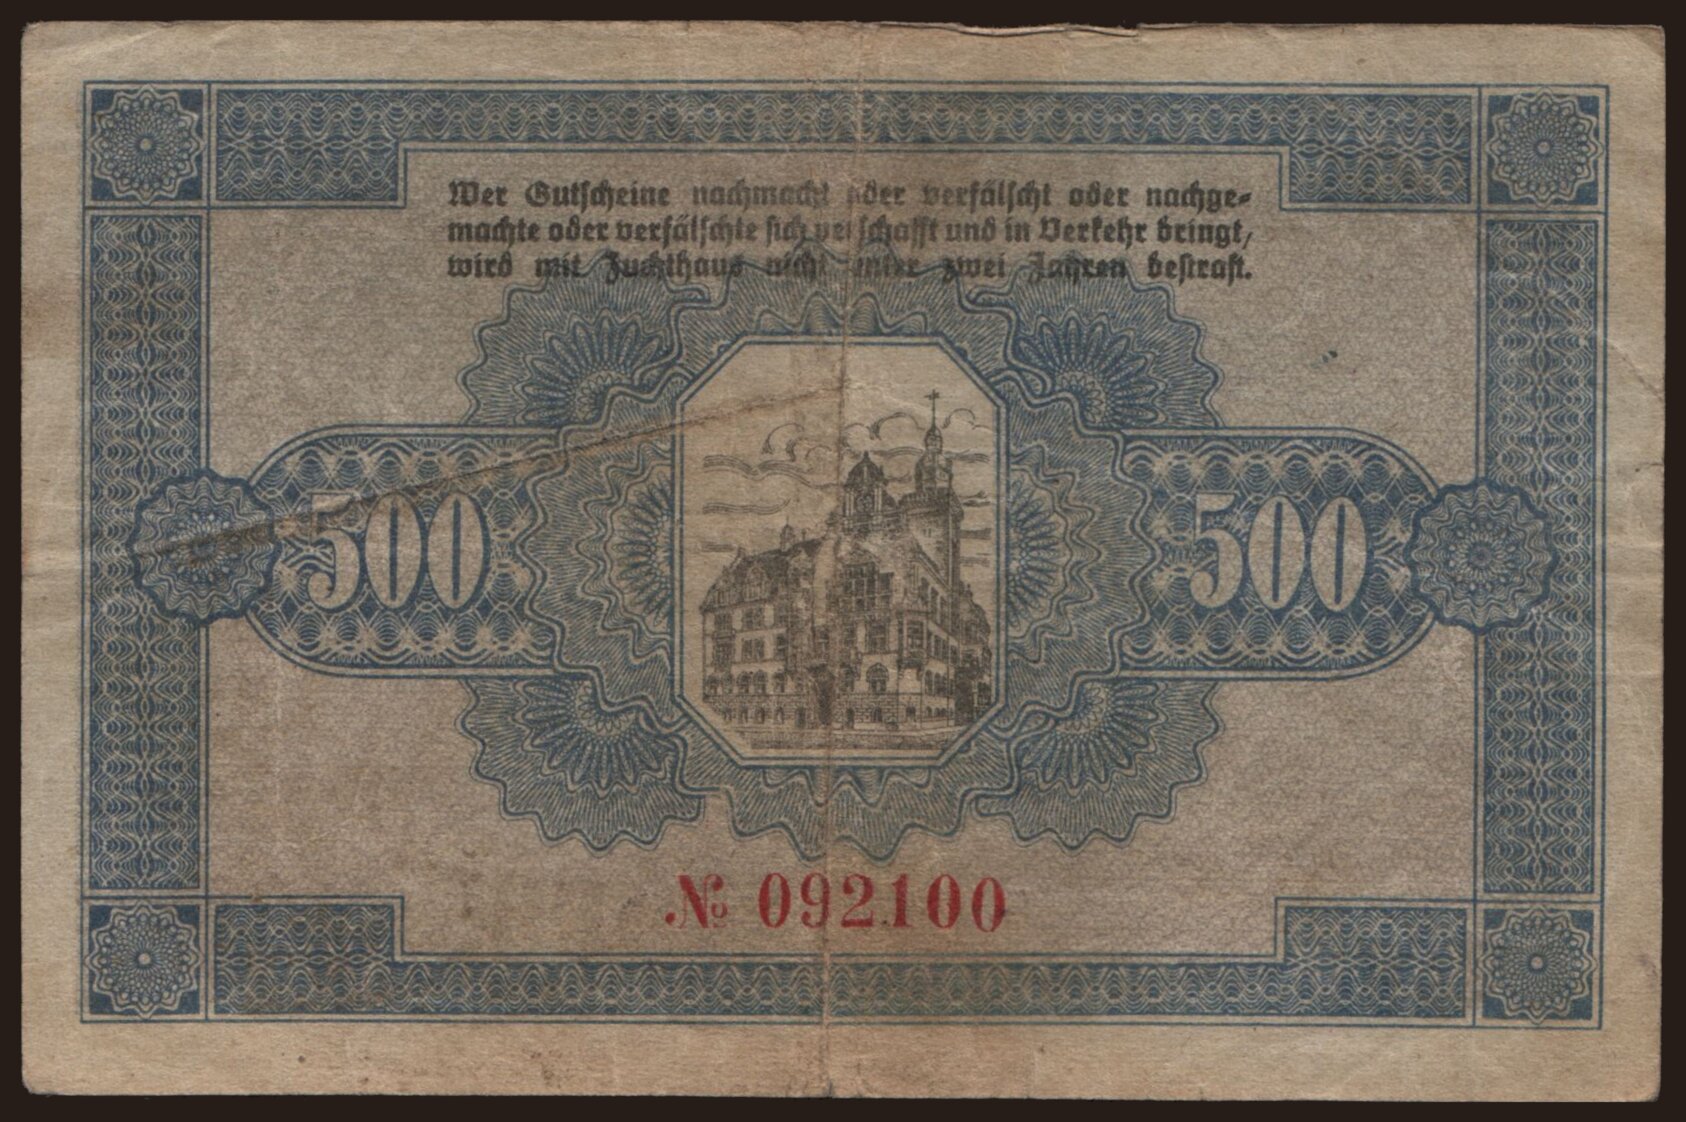 Wer Gutscheine nachmacht oder verfälscht oder nachge-
machte oder verfälschte sich verschafft und in Verkehr bringt,
wird mit Zuchthaus nicht unter zwei Jahren bestraft.
500 500
№ 092100